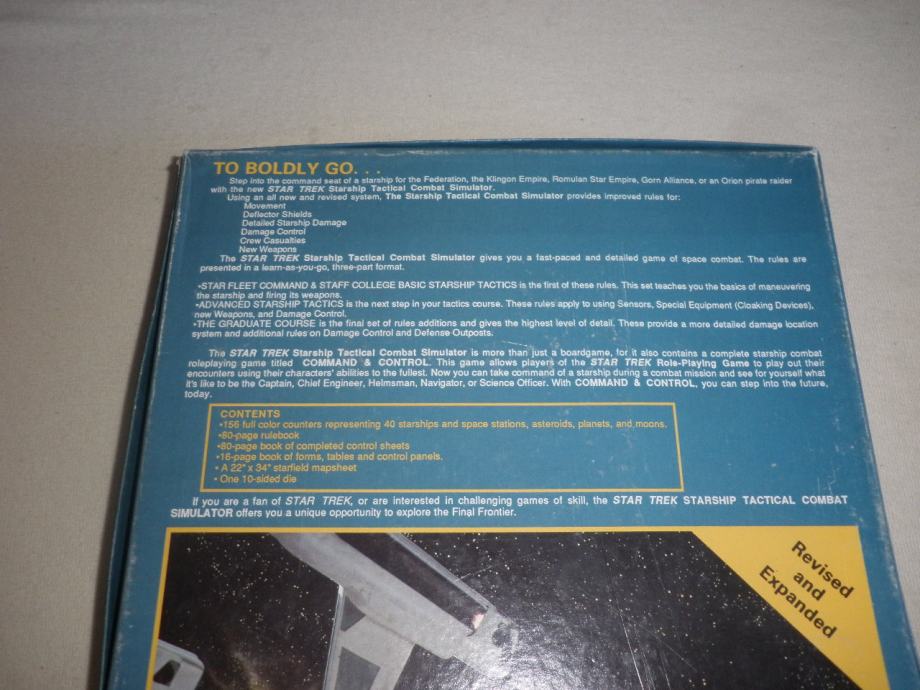 TO BOLDLY GO. . .
Step into the command seat of a starship for the Federation, the Klingon Empire, Romulan Star Empire, Gorn Alliance, or an Orion pirate raider
with the new STAR TREK Starship Tactical Combat Simulator.
Using an all new and revised system, The Starship Tactical Combat Simulator provides improved rules for:
Movement
Deflector Shields
Detailed Starship Damage
Damage Control
Crew Casualties
New Weapons
The STAR TREK Starship Tactical Combat Simulator gives you a fast-paced and detailed game of space combat. The rules are
presented in a learn-as-you-go, three-part format.
•STAR FLEET COMMAND & STAFF COLLEGE BASIC STARSHIP TACTICS is the first of these rules. This set teaches you the basics of maneuvering
the starship and firing its weapons.
•ADVANCED STARSHIP TACTICS is the next step in your tactics course. These rules apply to using Sensors, Special Equipment (Cloaking Devices),
new Weapons, and Damage Control.
•THE GRADUATE COURSE is the final set of rules additions and gives the highest level of detail. These provide a more detailed damage location
system and additional rules on Damage Control and Defense Outposts.
The STAR TREK Starship Tactical Combat Simulator is more than just a boardgame, for it also contains a complete starship combat
roleplaying game titled COMMAND & CONTROL. This game allows players of the STAR TREK Role-Playing Game to play out their
encounters using their characters' abilities to the fullest. Now you can take command of a starship during a combat mission and see for yourself what
it's like to be the Captain, Chief Engineer, Helmsman, Navigator, or Science Officer. With COMMAND & CONTROL, you can step into the future,
today.
CONTENTS
•156 full color counters representing 40 starships and space stations, asteroids, planets, and moons.
•80-page rulebook
•80-page book of completed control sheets
•16-page book of forms, tables and control panels.
• A 22" x 34" starfield mapsheet
• One 10-sided die
If you are a fan of STAR TREK, or are interested in challenging games of skill, the STAR TREK STARSHIP TACTICAL COMBAT
SIMULATOR offers you a unique opportunity to explore the Final Frontier.
Revised
and
Expanded